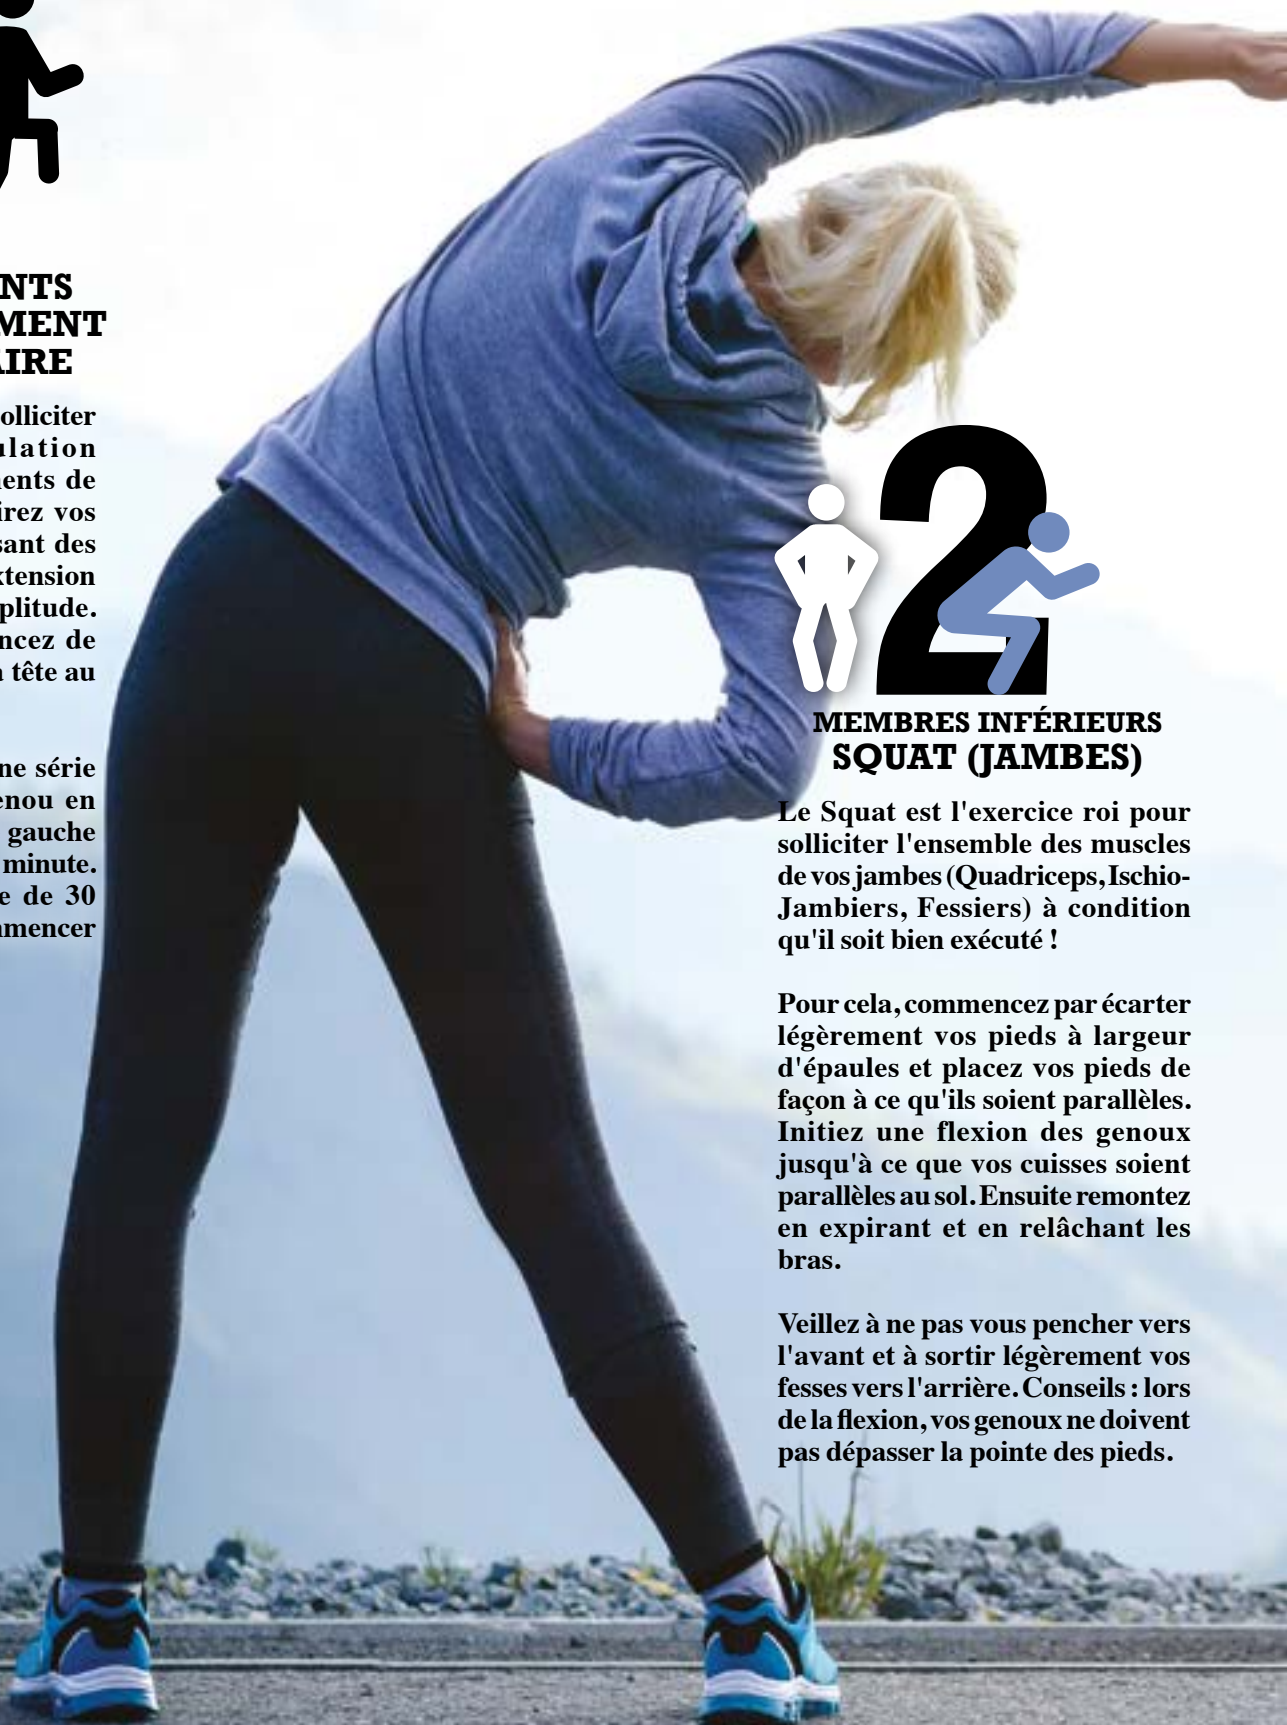 NTS
MENT
AIRE
olliciter
ulation
ents de
irez vos
sant des
xtension
plitude.
ncez de
tête au
ne série
enou en
gauche
minute.
e de 30
mmencer
2
MEMBRES INFÉRIEURS
SQUAT (JAMBES)
Le Squat est l'exercice roi pour
solliciter l'ensemble des muscles
de vos jambes (Quadriceps, Ischio-
Jambiers, Fessiers) à condition
qu'il soit bien exécuté !
Pour cela, commencez par écarter
légèrement vos pieds à largeur
d'épaules et placez vos pieds de
façon à ce qu'ils soient parallèles.
Initiez une flexion des genoux
jusqu'à ce que vos cuisses soient
parallèles au sol. Ensuite remontez
en expirant et en relâchant les
bras.
Veillez à ne pas vous pencher vers
l'avant et à sortir légèrement vos
fesses vers l'arrière. Conseils : lors
de la flexion, vos genoux ne doivent
pas dépasser la pointe des pieds.